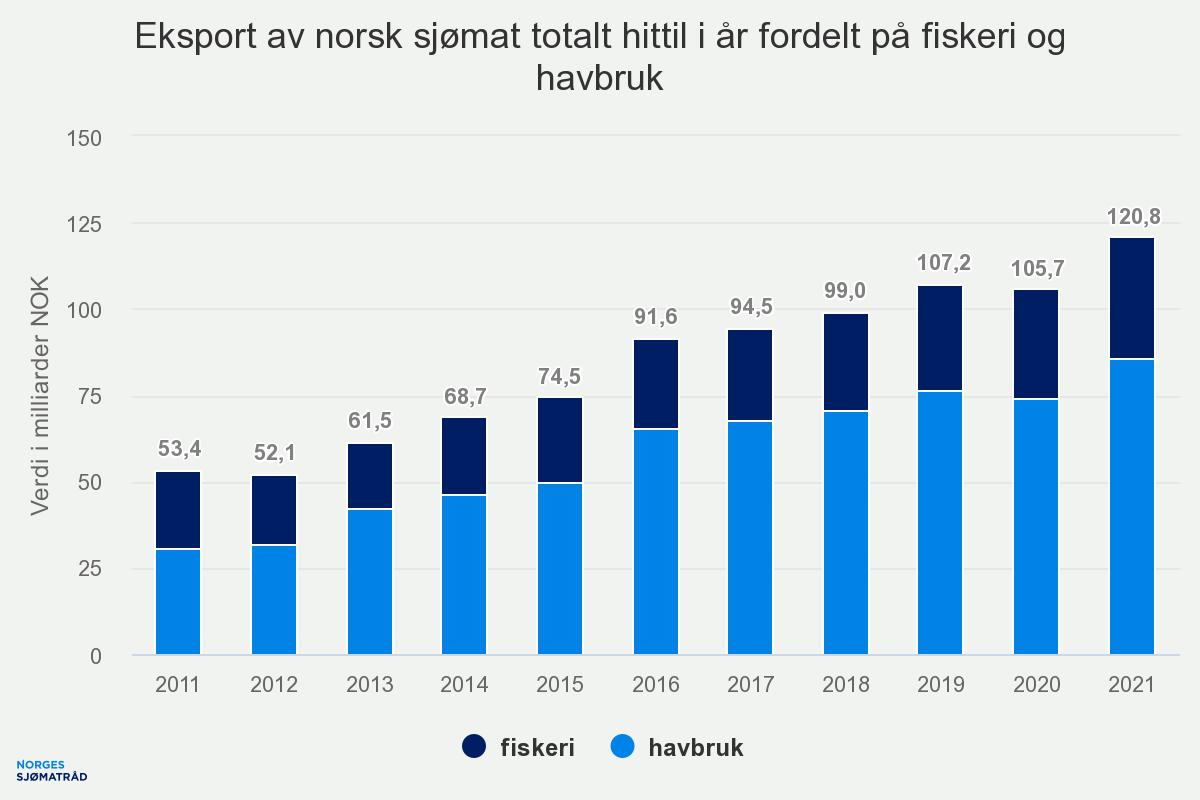 Eksport av norsk sjømat totalt hittil i år fordelt på fiskeri og
havbruk
Verdi i milliarder NOK
150
125
100
75
50
25
0
53,4
52,1
61,5
68,7
74,5
91,6
94,5
99,0
107,2
105,7
120,8
2011 2012 2013 2014 2015 2016 2017 2018 2019 2020 2021
fiskeri havbruk
NORGES
SJØMATRÅD